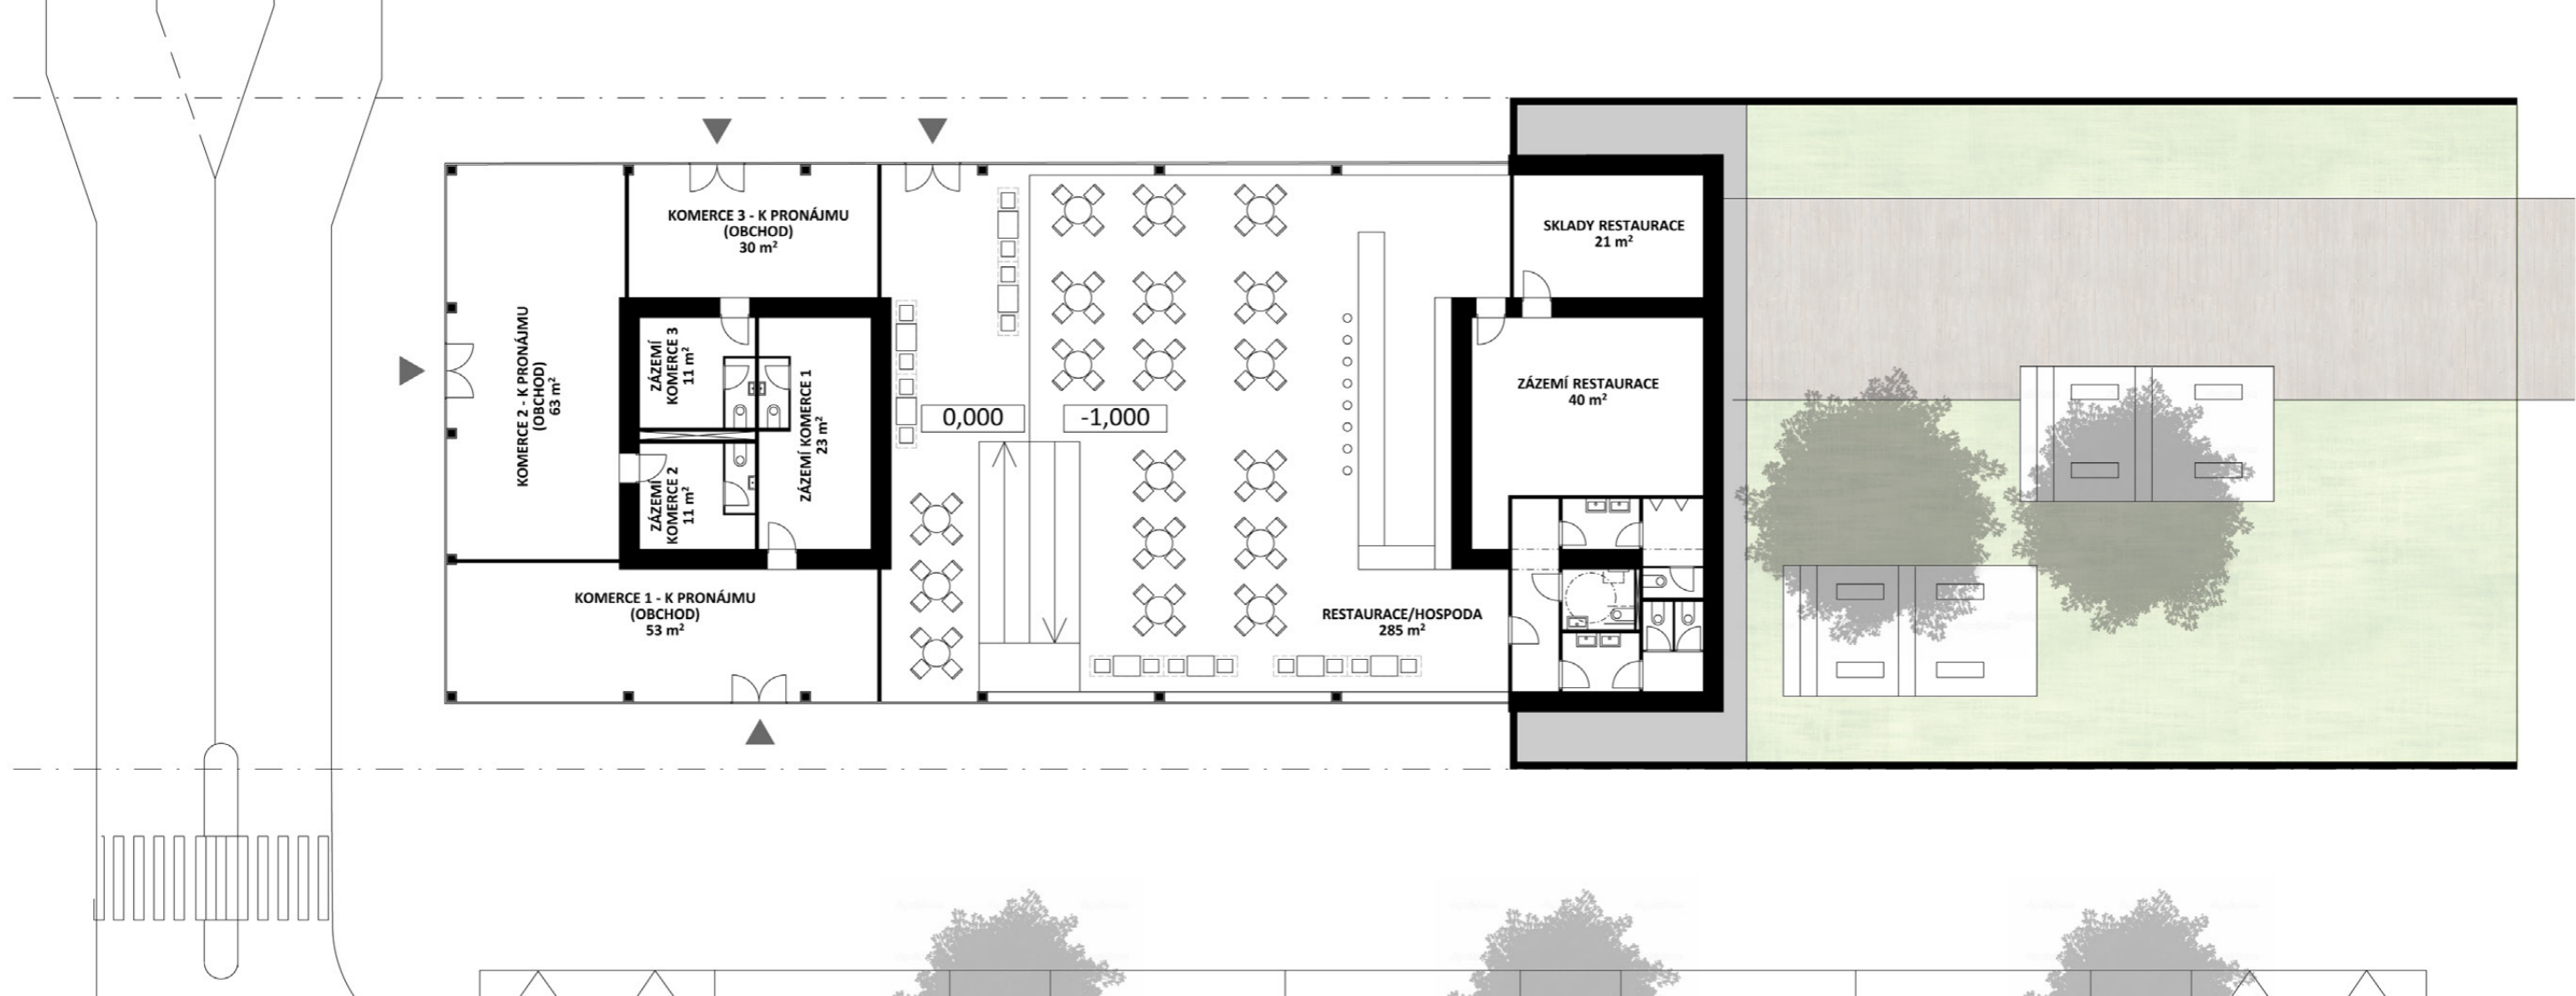 KOMERCE 3 - K PRONÁJMU
(OBCHOD)
30 m²
SKLADY RESTAURACE
21 m²
KOMERCE 2 - K PRONÁJMU
(OBCHOD)
63 m²
ZÁZEMÍ
KOMERCE 3
11 m²
ZÁZEMÍ KOMERCE 1
23 m²
ZÁZEMÍ
KOMERCE 2
11 m²
0,000
-1,000
ZÁZEMÍ RESTAURACE
40 m²
KOMERCE 1 - K PRONÁJMU
(OBCHOD)
53 m²
RESTAURACE/HOSPODA
285 m²